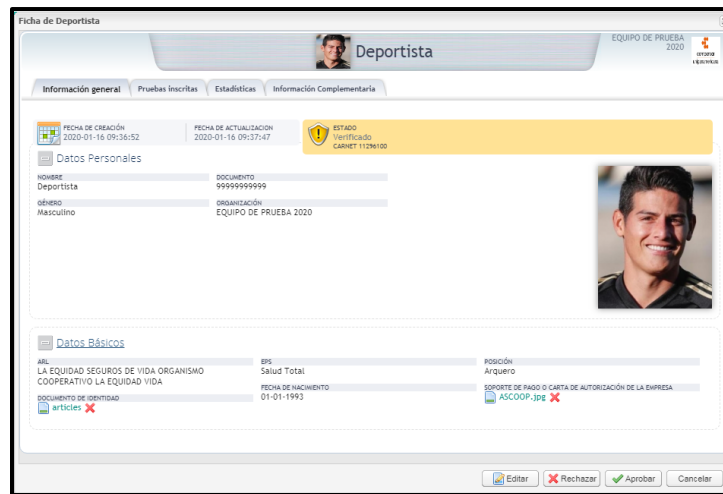 Ficha de Deportista
Deportista
EQUIPO DE PRUEBA
2020
Información general
Pruebas inscritas
Estadísticas
Información Complementaria
FECHA DE CREACIÓN
2020-01-16 09:36:52
FECHA DE ACTUALIZACION
2020-01-16 09:37:47
ESTADO
Verificado
CARNET 11296100
Datos Personales
NOMBRE
Deportista
DOCUMENTO
99999999999
GÉNERO
Masculino
ORGANIZACIÓN
EQUIPO DE PRUEBA 2020
Datos Básicos
ARL
LA EQUIDAD SEGUROS DE VIDA ORGANISMO
COOPERATIVO LA EQUIDAD VIDA
EPS
Salud Total
POSICIÓN
Arquero
DOCUMENTO DE IDENTIDAD
articles
FECHA DE NACIMIENTO
01-01-1993
SOPORTE DE PAGO O CARTA DE AUTORIZACIÓN DE LA EMPRESA
ASCOOP.jpg
Editar
Rechazar
Aprobar
Cancelar